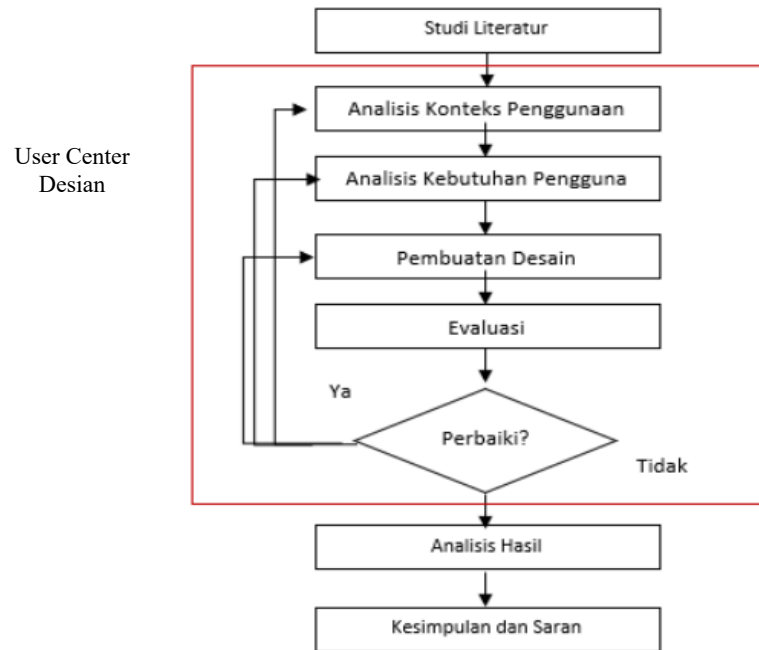 Studi Literatur
Analisis Konteks Penggunaan
User Center
Desian
Analisis Kebutuhan Pengguna
Pembuatan Desain
Evaluasi
Ya
Perbaiki?
Tidak
Analisis Hasil
Kesimpulan dan Saran